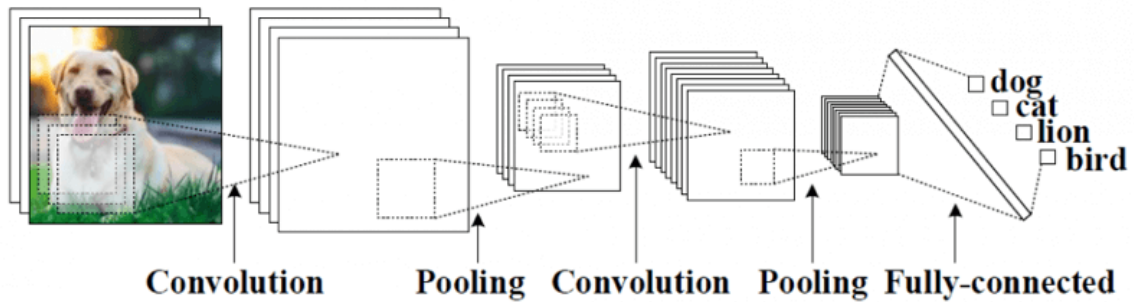 dog
cat
lion
bird
Convolution Pooling Convolution Pooling Fully-connected